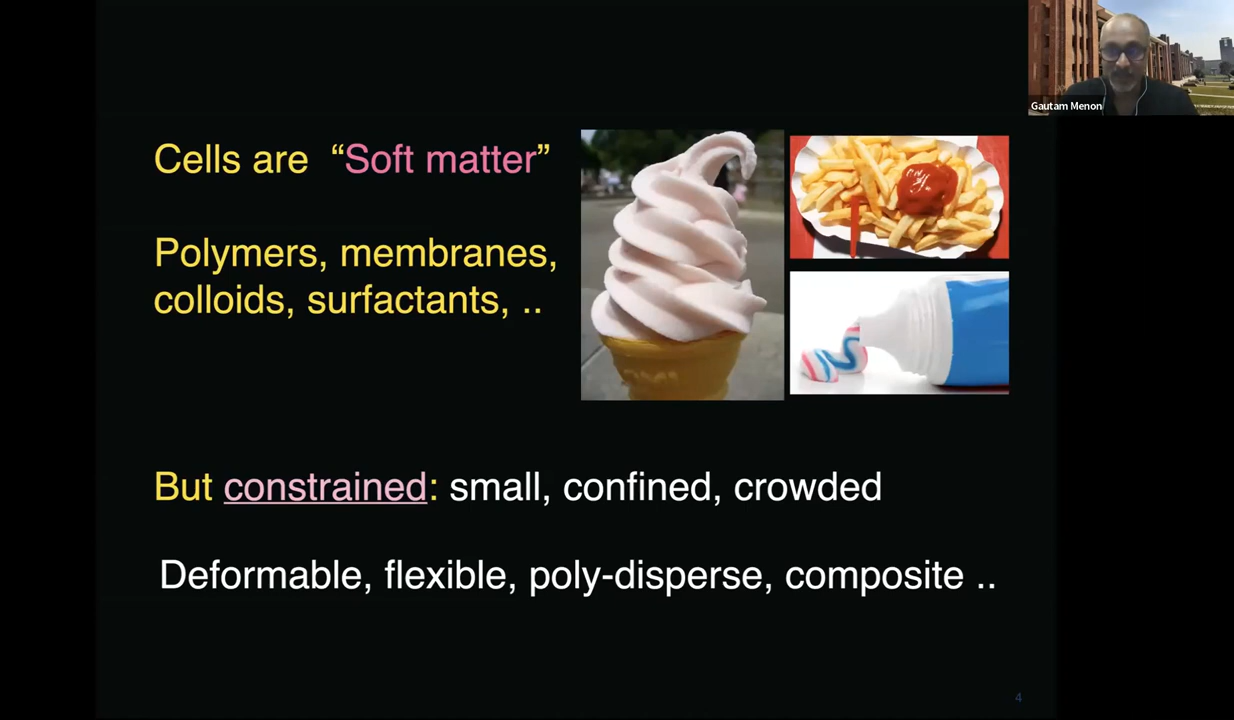 Gautam Menon
Cells are “Soft matter”
Polymers, membranes,
colloids, surfactants, ..
But constrained: small, confined, crowded
Deformable, flexible, poly-disperse, composite ..
4